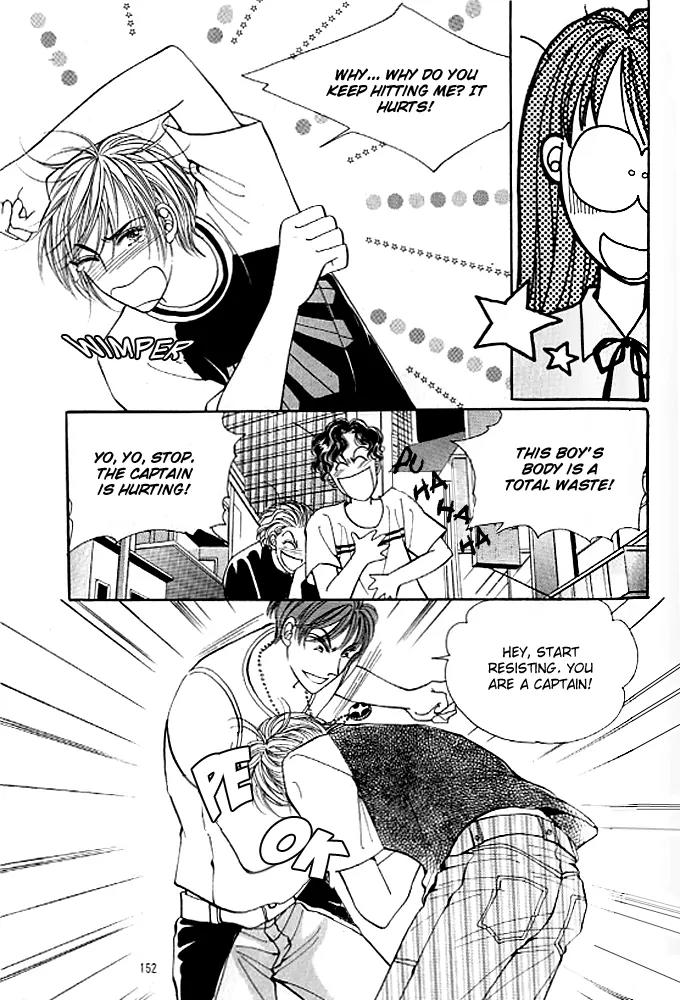 WHY... WHY DO YOU
KEEP HITTING ME? IT
HURTS!
WIMPER
YO, YO, STOP.
THE CAPTAIN
IS HURTING!
PU
HA
HA
HA
THIS BOY'S
BODY IS A
TOTAL WASTE!
HEY, START
RESISTING. YOU
ARE A CAPTAIN!
PE
OK
152